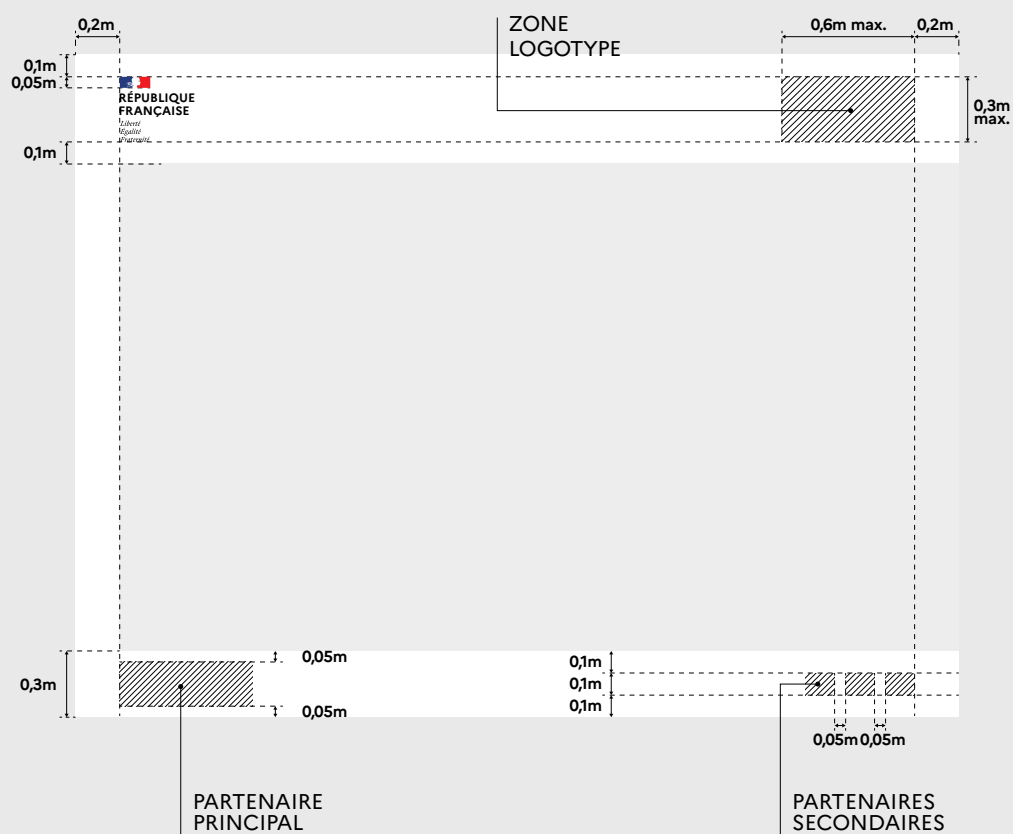 0,2m
ZONE
LOGOTYPE
0,6m max.
0,2m
0,1m
0,05m
RÉPUBLIQUE
FRANÇAISE
Liberté
Égalité
Fraternité
0,3m
max.
0,1m
0,3m
0,05m
0,05m
0,1m
0,1m
0,1m
0,05m
0,05m
PARTENAIRE
PRINCIPAL
PARTENAIRES
SECONDAIRES